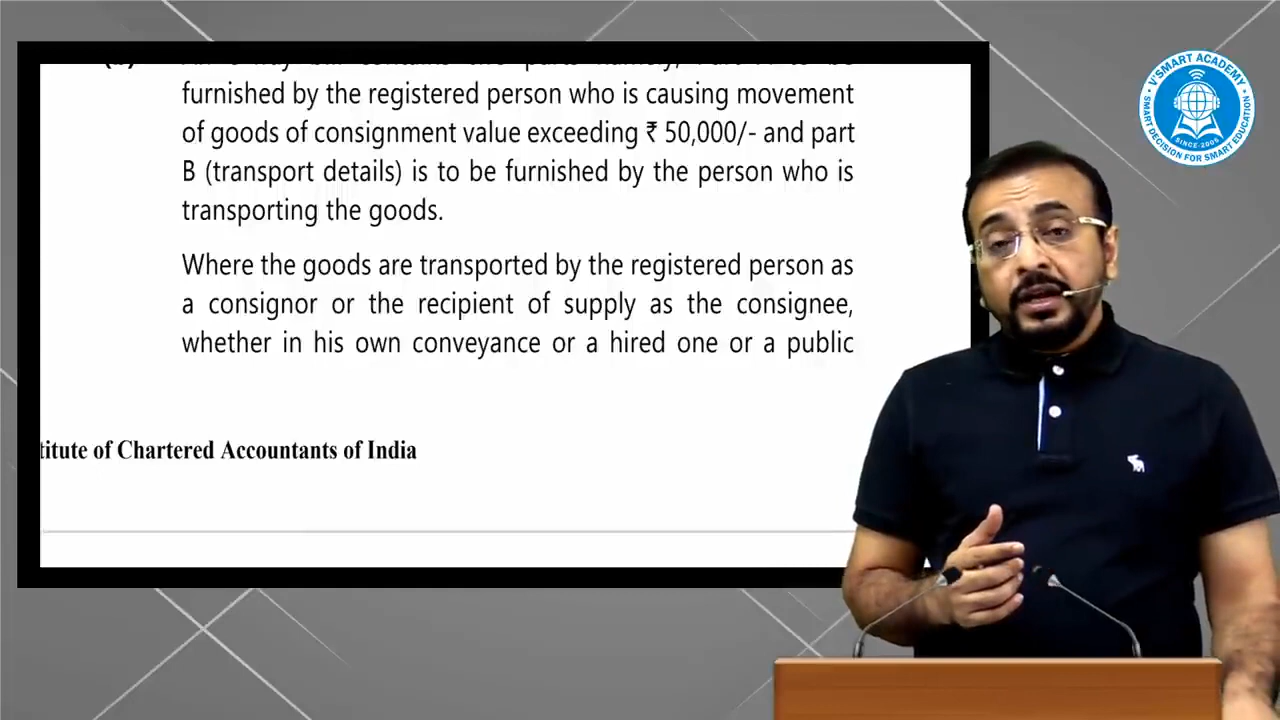 furnished by the registered person who is causing movement
of goods of consignment value exceeding ₹ 50,000/- and part
B (transport details) is to be furnished by the person who is
transporting the goods.
Where the goods are transported by the registered person as
a consignor or the recipient of supply as the consignee,
whether in his own conveyance or a hired one or a public
titute of Chartered Accountants of India
V'SMART ACADEMY
SMART DECISION FOR SMART EDUCATION
SINCE-2005